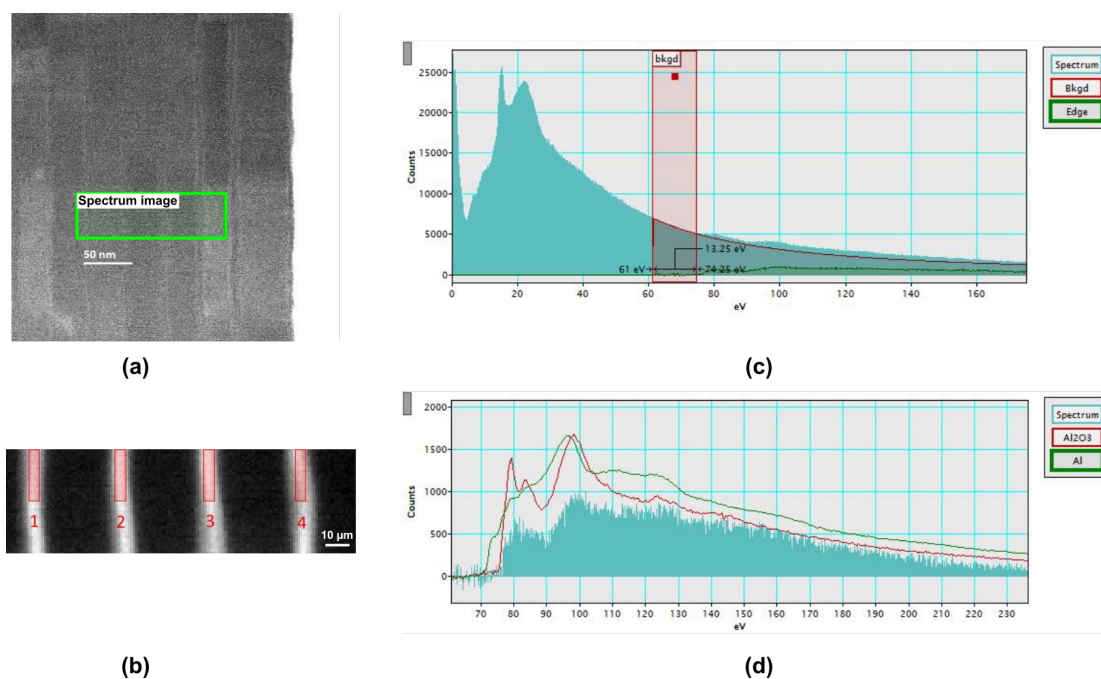 Spectrum image
50 nm
(a)
1 2 3 4
10 µm
(b)
bkgd
Counts
25000
20000
15000
10000
5000
0
13.25 eV
61 eV
74.25 eV
0 20 40 60 80 100 120 140 160
eV
Spectrum
Bkgd
Edge
(c)
Counts
2000
1500
1000
500
0
70 80 90 100 110 120 130 140 150 160 170 180 190 200 210 220 230
eV
Spectrum
Al2O3
Al
(d)